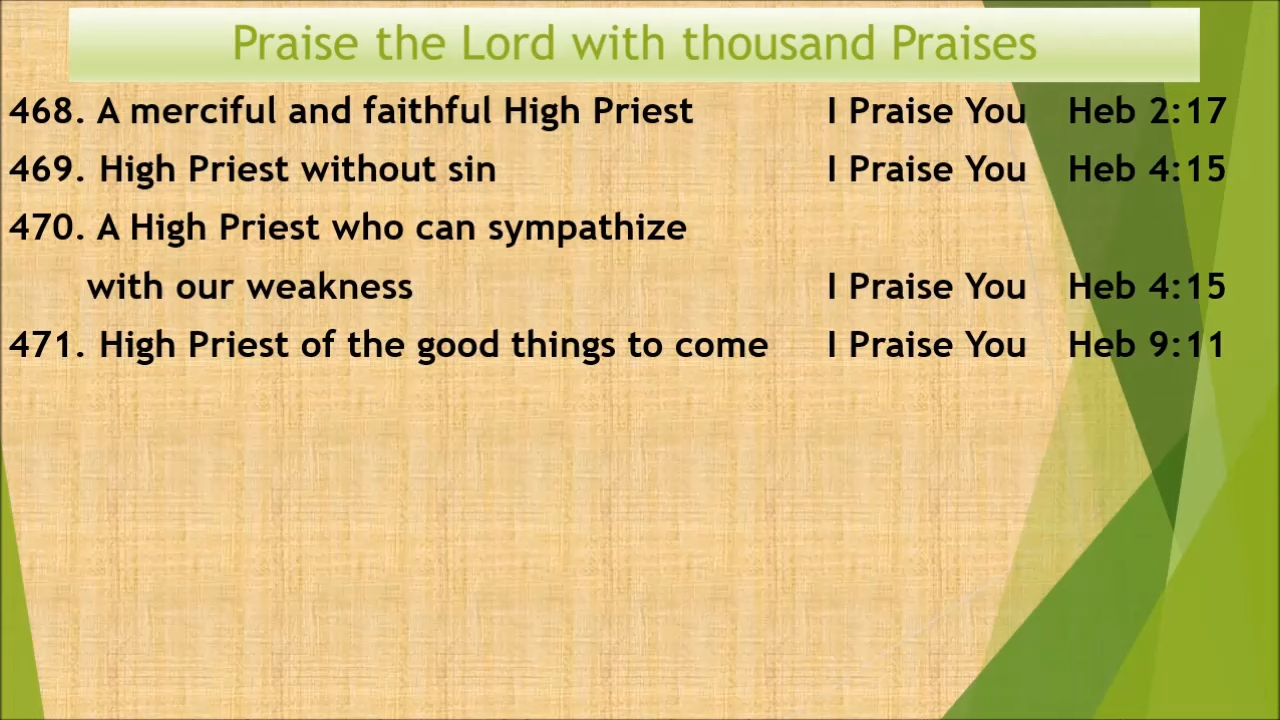 Praise the Lord with thousand Praises
468. A merciful and faithful High Priest I Praise You Heb 2:17
469. High Priest without sin I Praise You Heb 4:15
470. A High Priest who can sympathize
with our weakness I Praise You Heb 4:15
471. High Priest of the good things to come I Praise You Heb 9:11